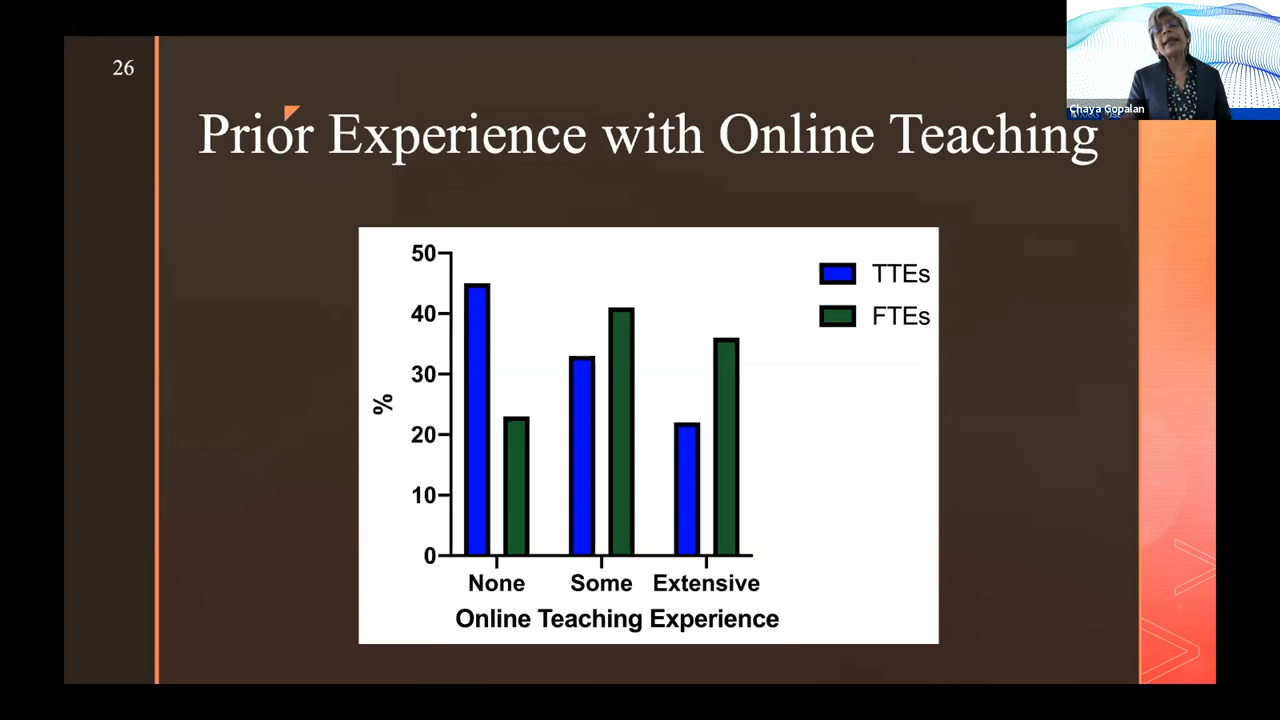 26
Prior Experience with Online Teaching
Chaya Gopalan
50
40
30
20
10
0
%
TTEs
FTEs
None Some Extensive
Online Teaching Experience